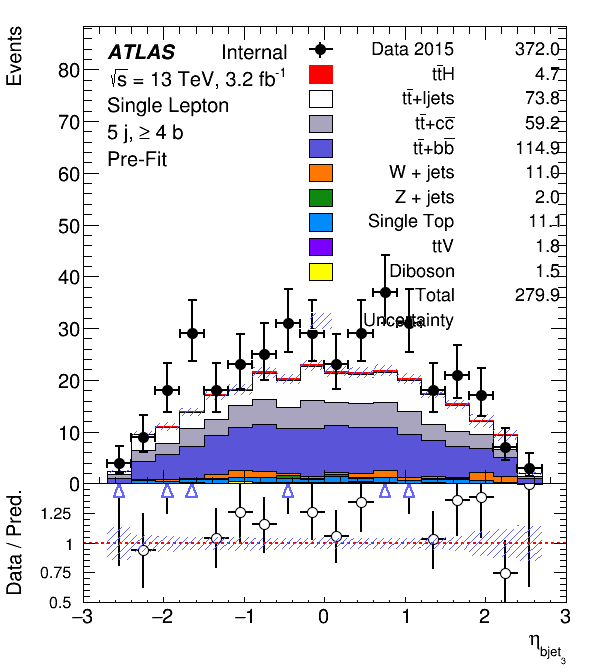 Events
ATLAS Internal
√s = 13 TeV, 3.2 fb⁻¹
Single Lepton
5 j, ≥ 4 b
Pre-Fit
Data 2015 372.0
tt̄H 4.7
tt̄+ljets 73.8
tt̄+cc̄ 59.2
tt̄+bb̄ 114.9
W + jets 11.0
Z + jets 2.0
Single Top 11.1
ttV 1.8
Diboson 1.5
Total 279.9
Uncertainty
80
70
60
50
40
30
20
10
0
Data / Pred.
1.25
1
0.75
0.5
−3 −2 −1 0 1 2 3
η bjet 3